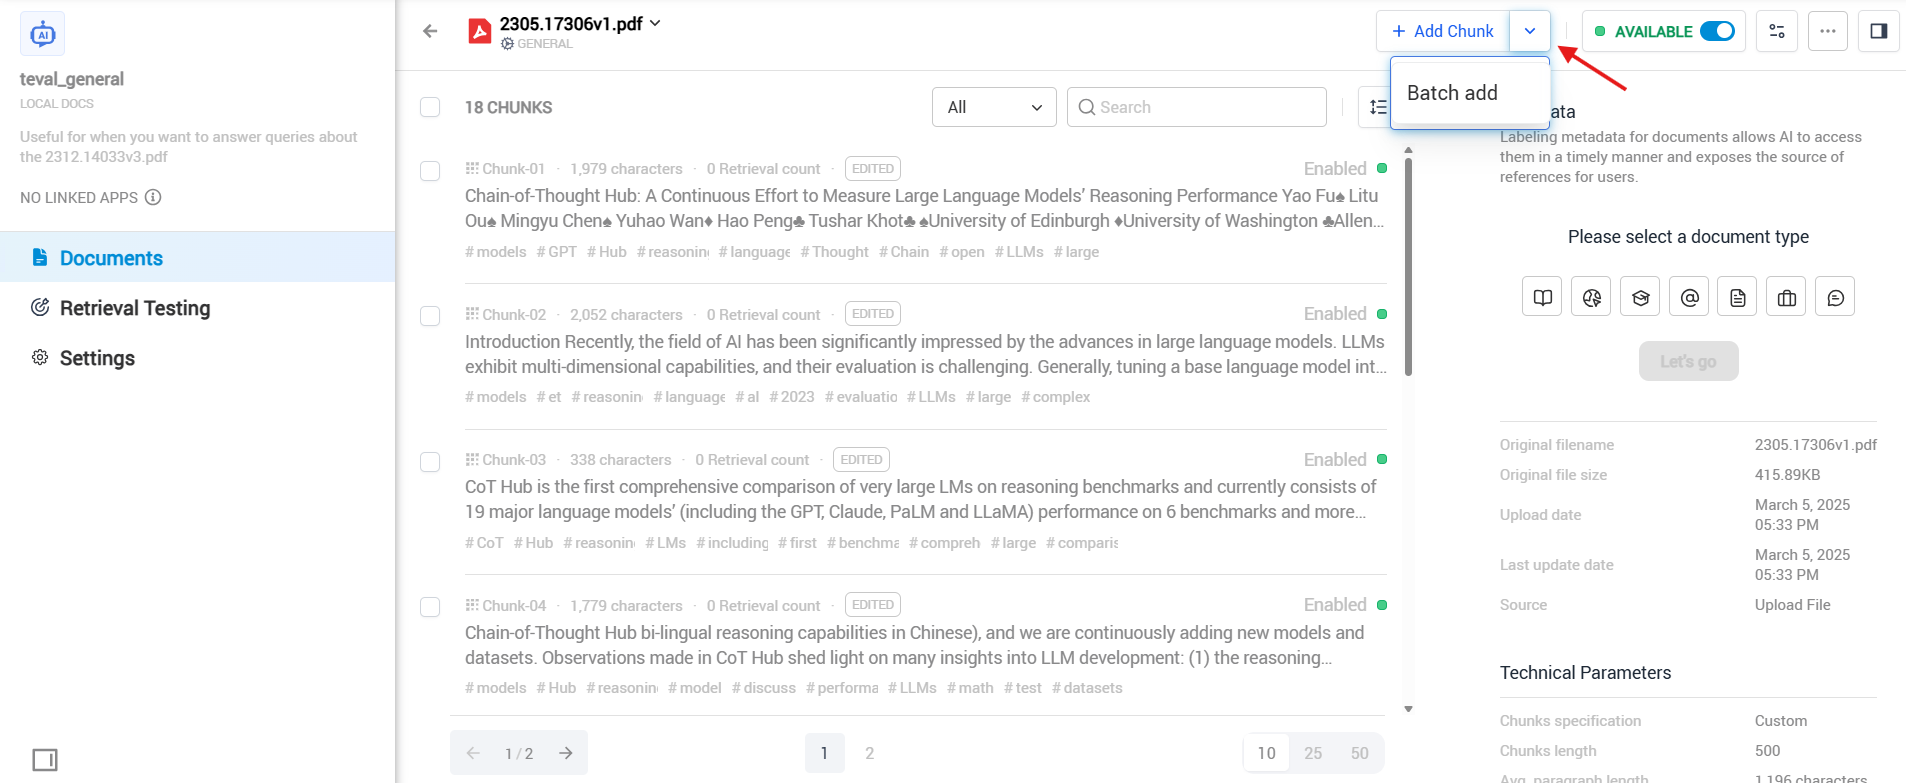 AI
teval_general
LOCAL DOCS
Useful for when you want to answer queries about
the 2312.14033v3.pdf
NO LINKED APPS
Documents
Retrieval Testing
Settings
2305.17306v1.pdf
GENERAL
+ Add Chunk
AVAILABLE
Batch add
18 CHUNKS
All
Search
Chunk-01 · 1,979 characters · 0 Retrieval count · EDITED
Enabled
Chain-of-Thought Hub: A Continuous Effort to Measure Large Language Models’ Reasoning Performance Yao Fu♠ Litu
Ou♠ Mingyu Chen♠ Yuhao Wan♦ Hao Peng♣ Tushar Khot♣ ♠University of Edinburgh ♦University of Washington ♣Allen...
# models # GPT # Hub # reasonin # language # Thought # Chain # open # LLMs # large
Chunk-02 · 2,052 characters · 0 Retrieval count · EDITED
Enabled
Introduction Recently, the field of AI has been significantly impressed by the advances in large language models. LLMs
exhibit multi-dimensional capabilities, and their evaluation is challenging. Generally, tuning a base language model int...
# models # et # reasonin # language # al # 2023 # evaluatio # LLMs # large # complex
Chunk-03 · 338 characters · 0 Retrieval count · EDITED
Enabled
CoT Hub is the first comprehensive comparison of very large LMs on reasoning benchmarks and currently consists of
19 major language models’ (including the GPT, Claude, PaLM and LLaMA) performance on 6 benchmarks and more...
# CoT # Hub # reasonin # LMs # including # first # benchma # compreh # large # comparis
Chunk-04 · 1,779 characters · 0 Retrieval count · EDITED
Enabled
Chain-of-Thought Hub bi-lingual reasoning capabilities in Chinese), and we are continuously adding new models and
datasets. Observations made in CoT Hub shed light on many insights into LLM development: (1) the reasoning...
# models # Hub # reasonin # model # discuss # performa # LLMs # math # test # datasets
1 / 2
1 2
10 25 50
ata
Labeling metadata for documents allows AI to access
them in a timely manner and exposes the source of
references for users.
Please select a document type
Let's go
Original filename 2305.17306v1.pdf
Original file size 415.89KB
Upload date March 5, 2025
05:33 PM
Last update date March 5, 2025
05:33 PM
Source Upload File
Technical Parameters
Chunks specification Custom
Chunks length 500
Avg. paragraph length 1,196 characters